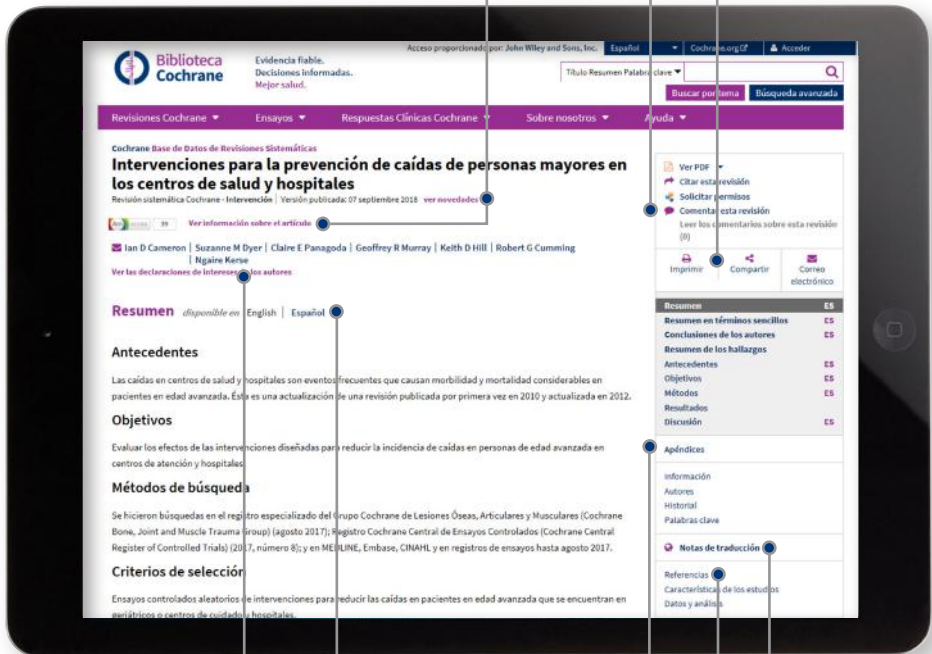 Acceso proporcionado por: John Wiley and Sons, Inc.
Español
Cochrane.org
Acceder
Biblioteca
Cochrane
Evidencia fiable.
Decisiones informadas.
Mejor salud.
Título Resumen Palabra clave
Buscar por tema
Búsqueda avanzada
Revisiones Cochrane
Ensayos
Respuestas Clínicas Cochrane
Sobre nosotros
Ayuda
Cochrane Base de Datos de Revisiones Sistemáticas
Intervenciones para la prevención de caídas de personas mayores en
los centros de salud y hospitales
Revisión sistemática Cochrane - Intervención | Versión publicada: 07 septiembre 2018 ver novedades
Am score 39
Ver información sobre el artículo
Ian D Cameron | Suzanne M Dyer | Claire E Panagoda | Geoffrey R Murray | Keith D Hill | Robert G Cumming
| Ngaire Kerse
Ver las declaraciones de intereses de los autores
Resumen disponible en English | Español
Antecedentes
Las caídas en centros de salud y hospitales son eventos frecuentes que causan morbilidad y mortalidad considerables en
pacientes en edad avanzada. Ésta es una actualización de una revisión publicada por primera vez en 2010 y actualizada en 2012.
Objetivos
Evaluar los efectos de las intervenciones diseñadas para reducir la incidencia de caídas en personas de edad avanzada en
centros de atención y hospitales
Métodos de búsqueda
Se hicieron búsquedas en el registro especializado del Grupo Cochrane de Lesiones Óseas, Articulares y Musculares (Cochrane
Bone, Joint and Muscle Trauma Group) (agosto 2017); Registro Cochrane Central de Ensayos Controlados (Cochrane Central
Register of Controlled Trials) (2017, número 8); y en MEDLINE, Embase, CINAHL y en registros de ensayos hasta agosto 2017.
Criterios de selección
Ensayos controlados aleatorios de intervenciones para reducir las caídas en pacientes en edad avanzada que se encuentran en
geriátricos o centros de cuidado u hospitales.
Ver PDF
Citar esta revisión
Solicitar permisos
Comentar esta revisión
Leer los comentarios sobre esta revisión
(0)
Imprimir
Compartir
Correo
electrónico
Resumen ES
Resumen en términos sencillos ES
Conclusiones de los autores ES
Resumen de los hallazgos
Antecedentes ES
Objetivos ES
Métodos ES
Resultados
Discusión ES
Apéndices
Información
Autores
Historial
Palabras clave
Notas de traducción
Referencias
Características de los estudios
Datos y análisis